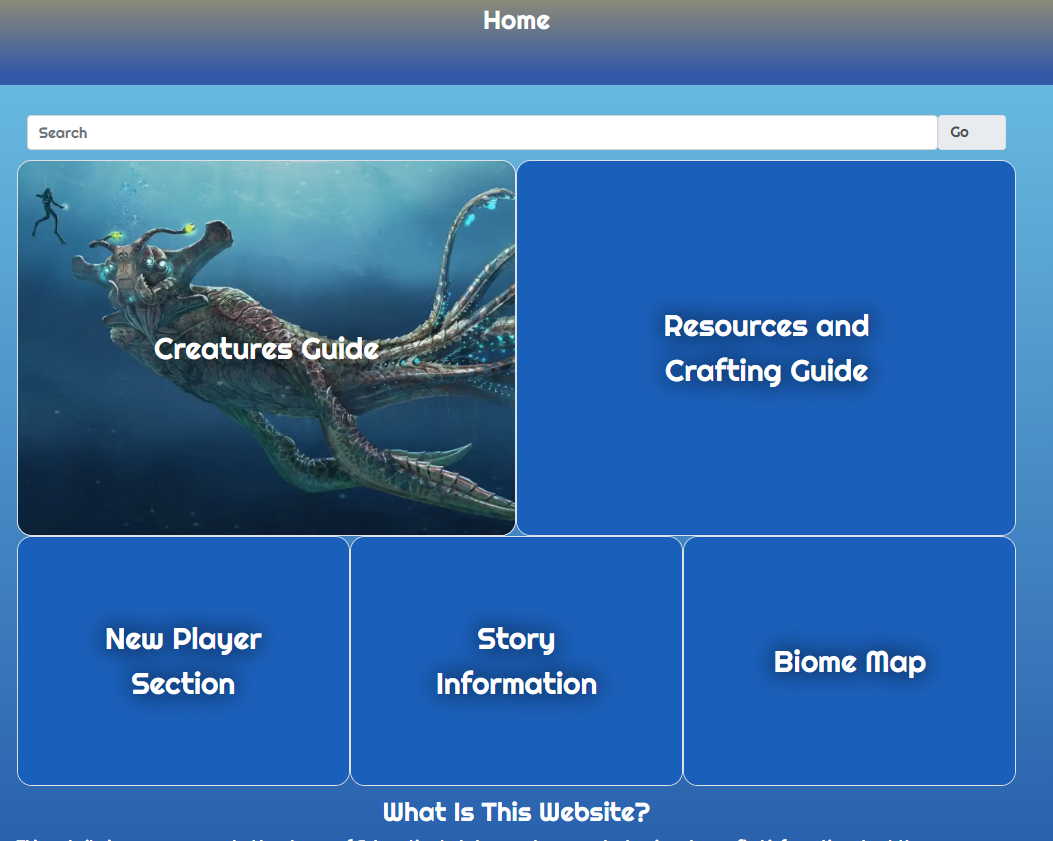 Home
Search
Go
Creatures Guide
Resources and
Crafting Guide
New Player
Section
Story
Information
Biome Map
What Is This Website?